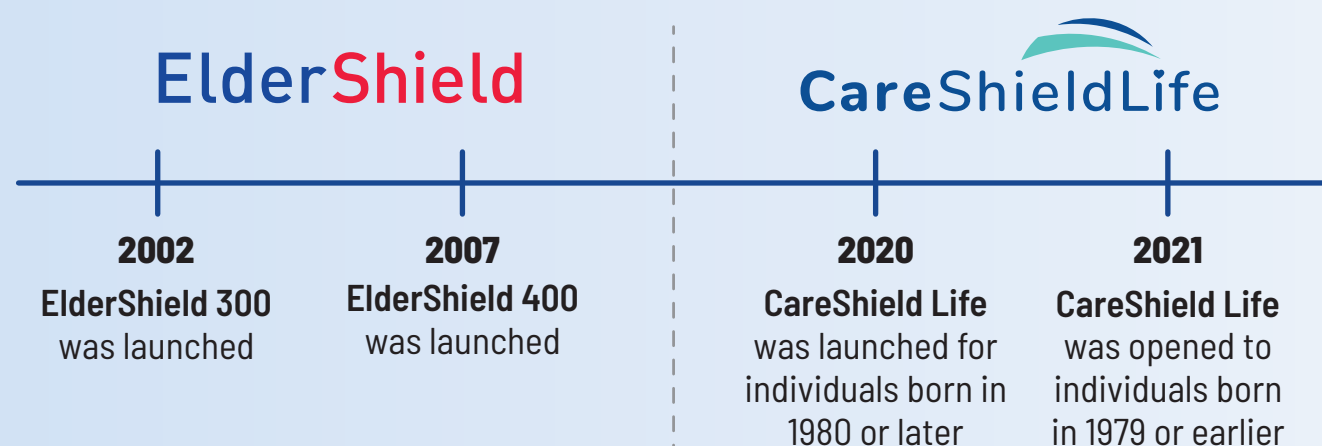 ElderShield
CareShieldLife
2002
ElderShield 300
was launched
2007
ElderShield 400
was launched
2020
CareShield Life
was launched for
individuals born in
1980 or later
2021
CareShield Life
was opened to
individuals born
in 1979 or earlier